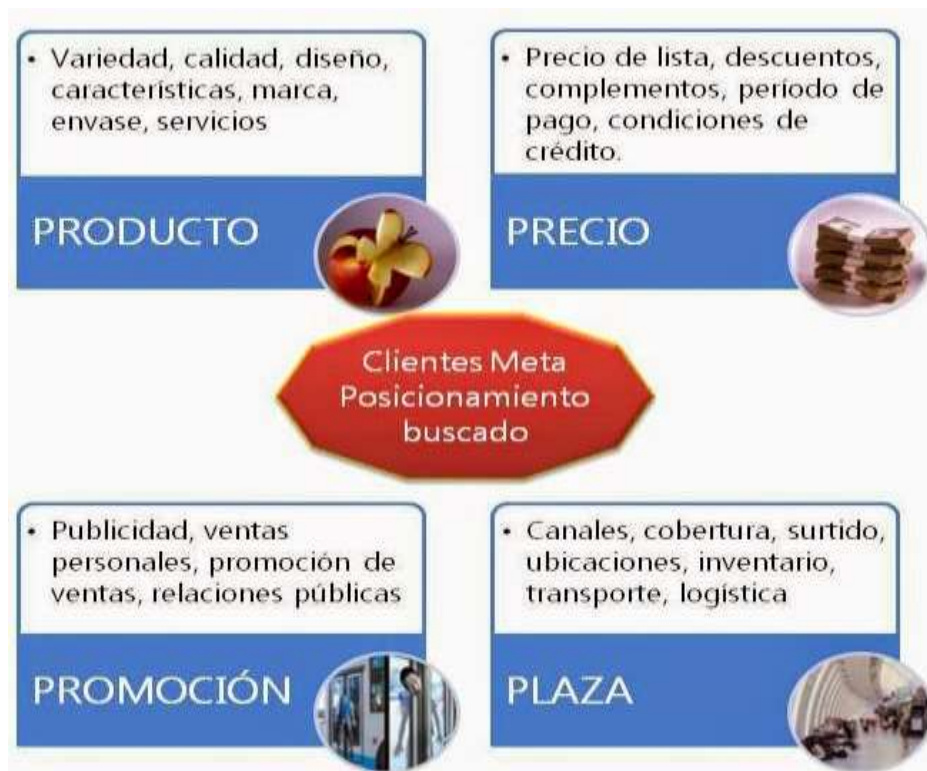 • Variedad, calidad, diseño,
características, marca,
envase, servicios
PRODUCTO
• Precio de lista, descuentos,
complementos, período de
pago, condiciones de
crédito.
PRECIO
Clientes Meta
Posicionamiento
buscado
• Publicidad, ventas
personales, promoción de
ventas, relaciones públicas
PROMOCIÓN
• Canales, cobertura, surtido,
ubicaciones, inventario,
transporte, logística
PLAZA